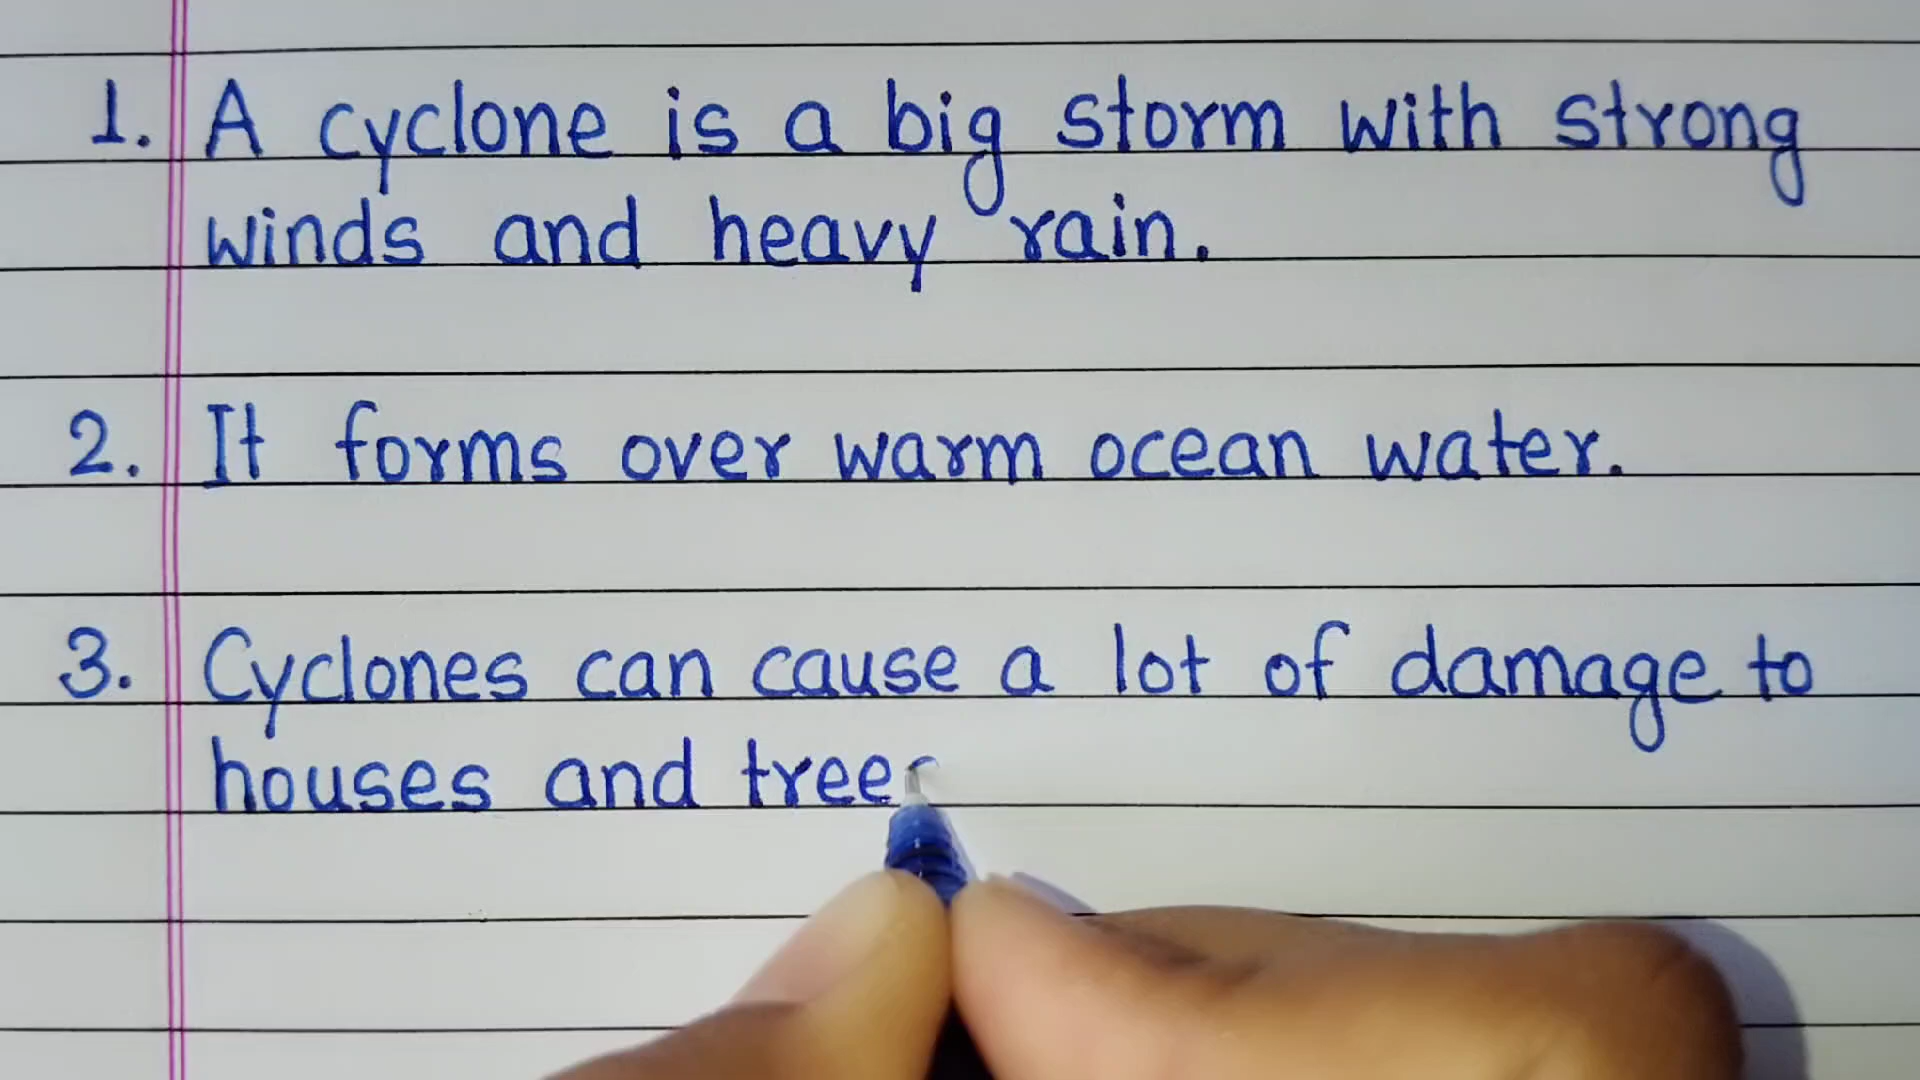 1. A cyclone is a big storm with strong
winds and heavy rain.
2. It forms over warm ocean water.
3. Cyclones can cause a lot of damage to
houses and trees